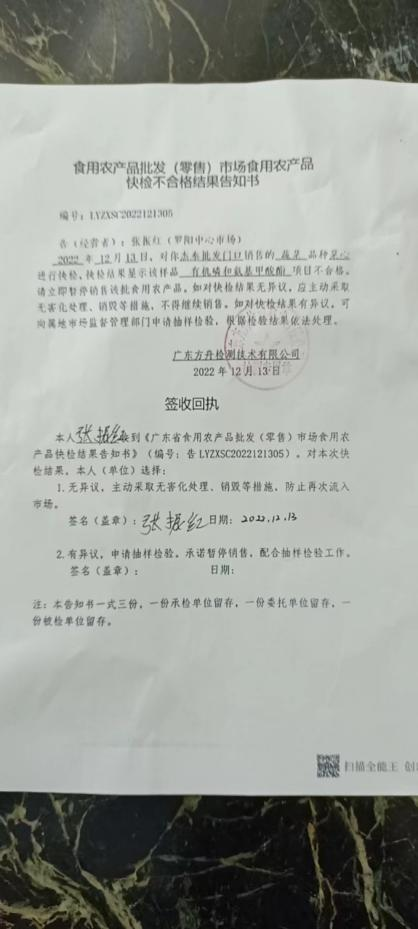 食用农产品批发（零售）市场食用农产品
快检不合格结果告知书
编号：LYZXSC2022121305
告（经营者）：张振红（罗阳中心市场）
2022 年 12 月 13 日，对你 批发门口 销售的 蔬菜 品种 菜心
进行快检，快检结果显示该样品 有机磷和氨基甲酸酯 项目不合格。
请立即暂停销售该批食用农产品。如对快检结果无异议，应主动采取
无害化处理、销毁等措施，不得继续销售。如对快检结果有异议，可
向属地市场监督管理部门申请抽样检验，根据检验结果依法处理。
广东方舟检测技术有限公司
2022 年 12 月 13 日
签收回执
本人 张振红 接到《广东省食用农产品批发（零售）市场食用农
产品快检结果告知书》（编号：告 LYZXSC2022121305）。对本次快
检结果，本人（单位）选择：
1.无异议，主动采取无害化处理、销毁等措施，防止再次流入
市场。
签名（盖章）：张振红 日期：2022.12.13
2.有异议，申请抽样检验。承诺暂停销售，配合抽样检验工作。
签名（盖章）： 日期：
注：本告知书一式三份，一份承检单位留存，一份委托单位留存，一
份被检单位留存。
扫描全能王 创